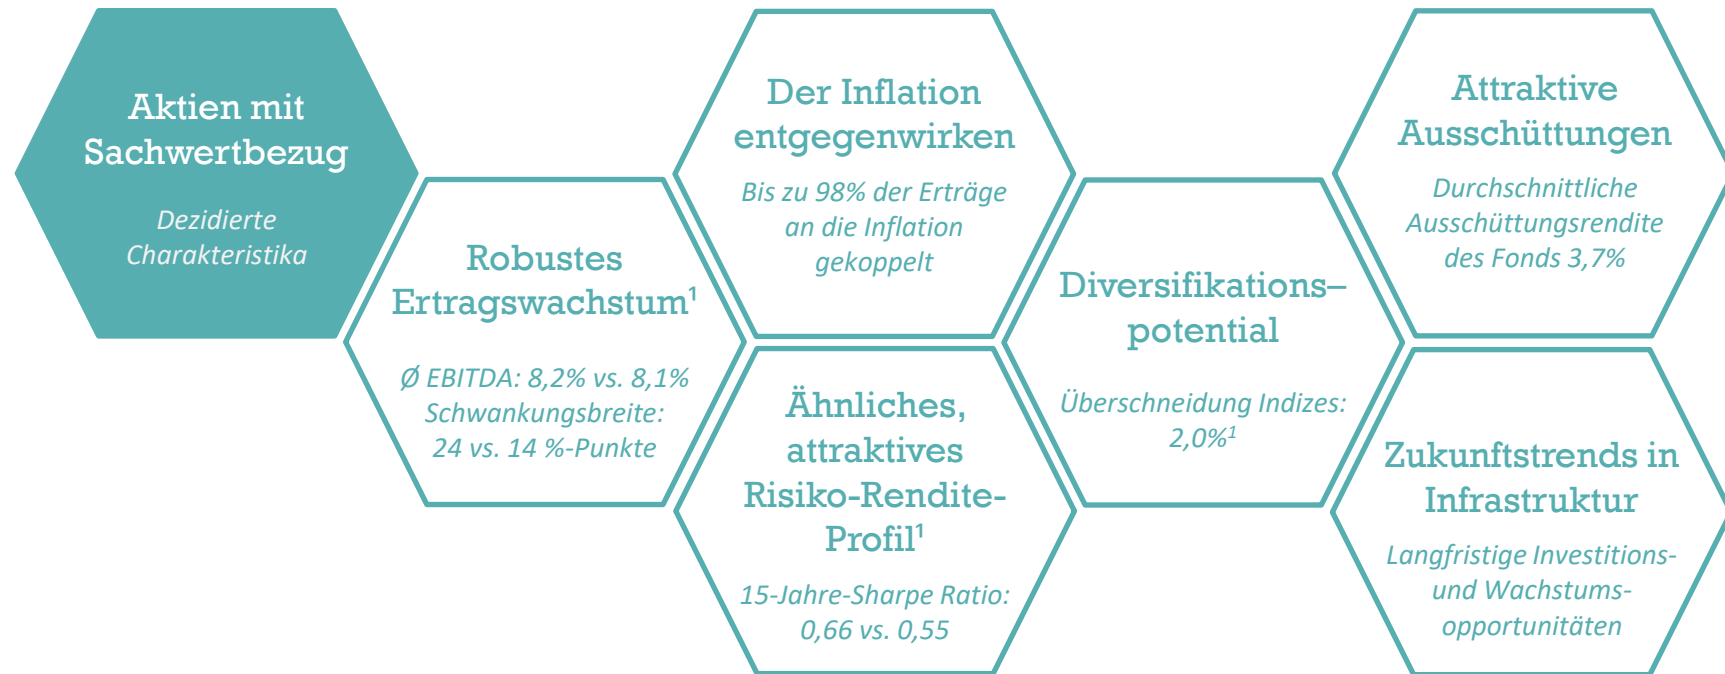 Aktien mit
Sachwertbezug
Dezidierte
Charakteristika
Robustes
Ertragswachstum¹
Ø EBITDA: 8,2% vs. 8,1%
Schwankungsbreite:
24 vs. 14 %-Punkte
Der Inflation
entgegenwirken
Bis zu 98% der Erträge
an die Inflation
gekoppelt
Ähnliches,
attraktives
Risiko-Rendite-
Profil¹
15-Jahre-Sharpe Ratio:
0,66 vs. 0,55
Diversifikations–
potential
Überschneidung Indizes:
2,0%¹
Attraktive
Ausschüttungen
Durchschnittliche
Ausschüttungsrendite
des Fonds 3,7%
Zukunftstrends in
Infrastruktur
Langfristige Investitions-
und Wachstums-
opportunitäten